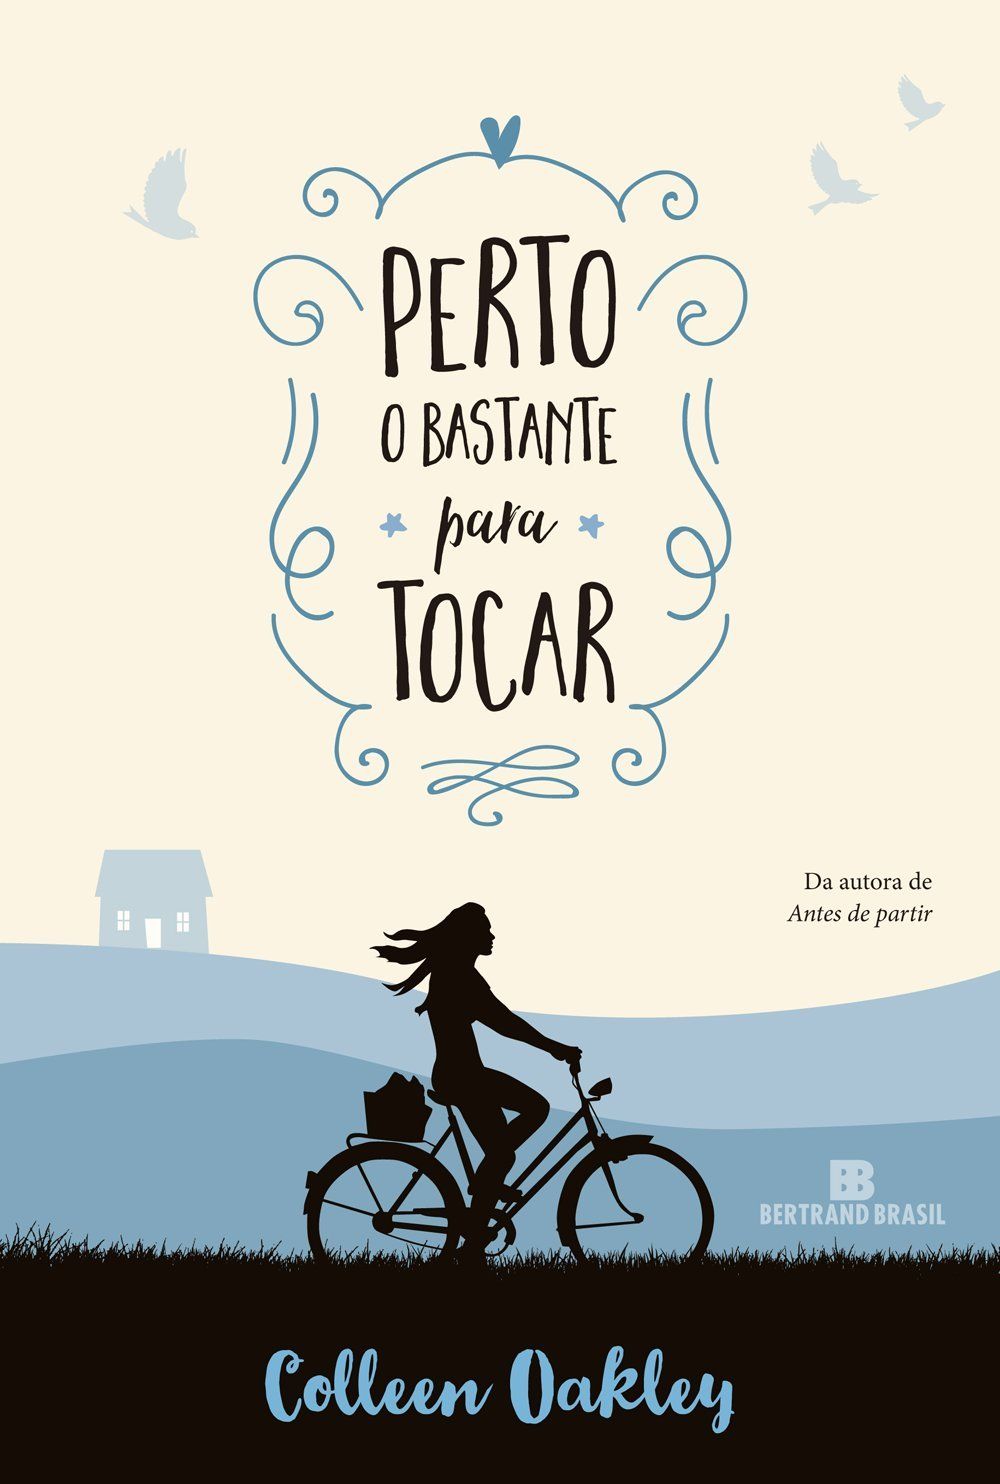 PERTO
O BASTANTE
para
TOCAR
Da autora de
Antes de partir
BB
BERTRAND BRASIL
Colleen Oakley